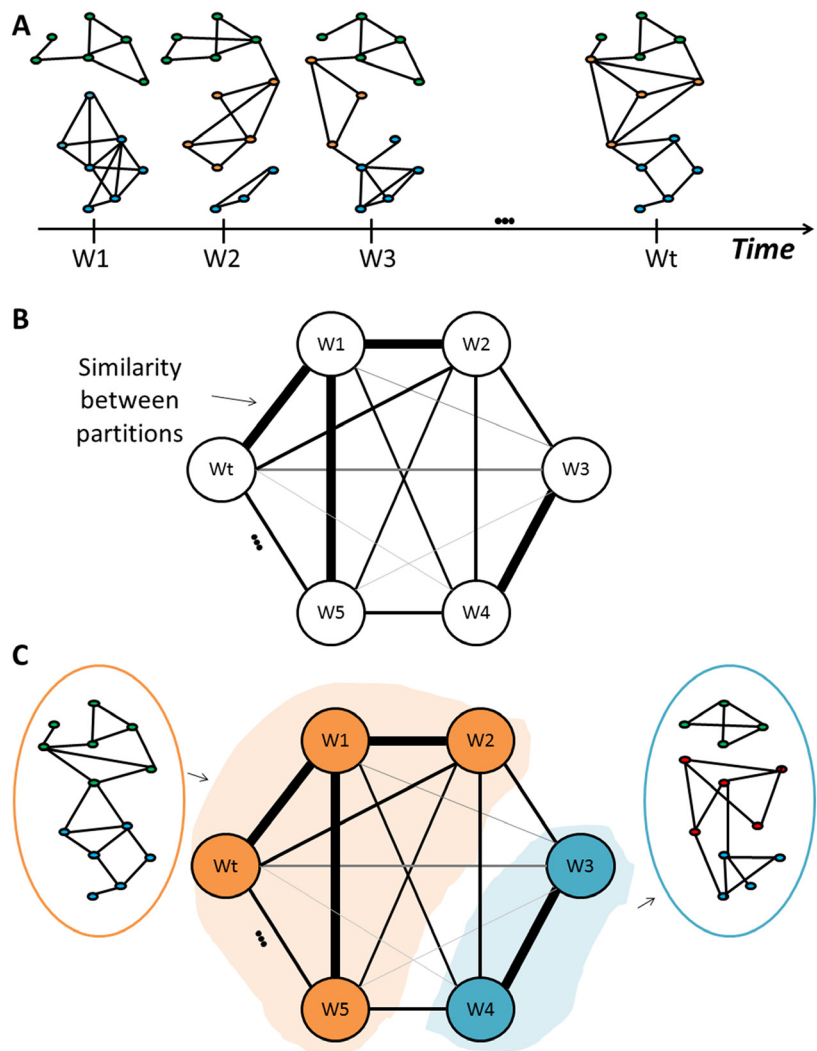 A
W1
W2
W3
Wt
Time
B
Similarity
between
partitions
W1
W2
Wt
W3
W5
W4
C
W1
W2
Wt
W3
W5
W4